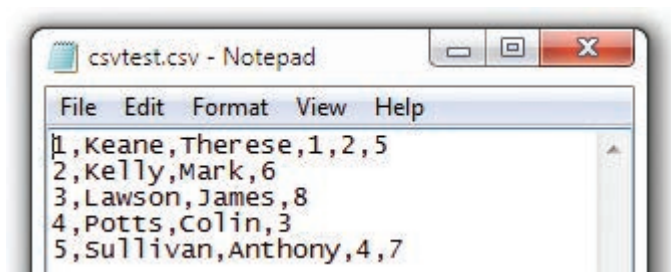 csvtest.csv - Notepad
File Edit Format View Help
1,Keane,Therese,1,2,5
2,Kelly,Mark,6
3,Lawson,James,8
4,Potts,Colin,3
5,Sullivan,Anthony,4,7